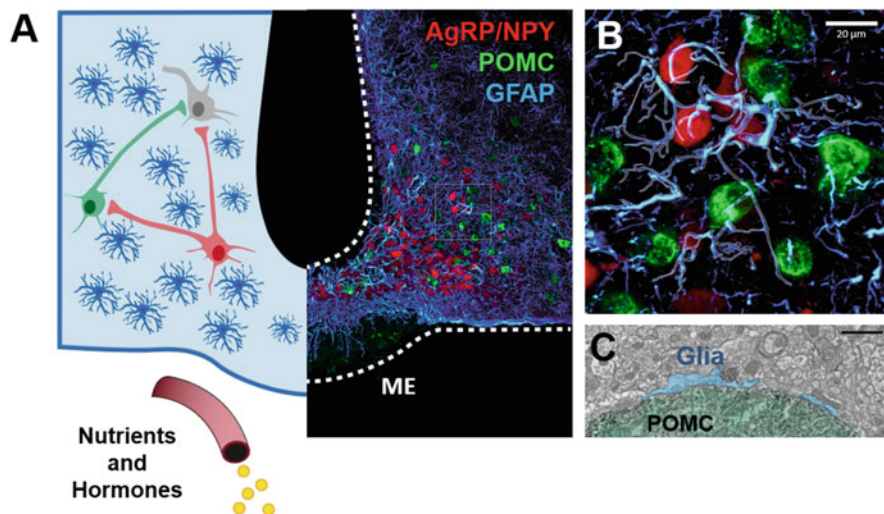 A
AgRP/NPY
POMC
GFAP
ME
Nutrients
and
Hormones
B
20 µm
C
Glia
POMC